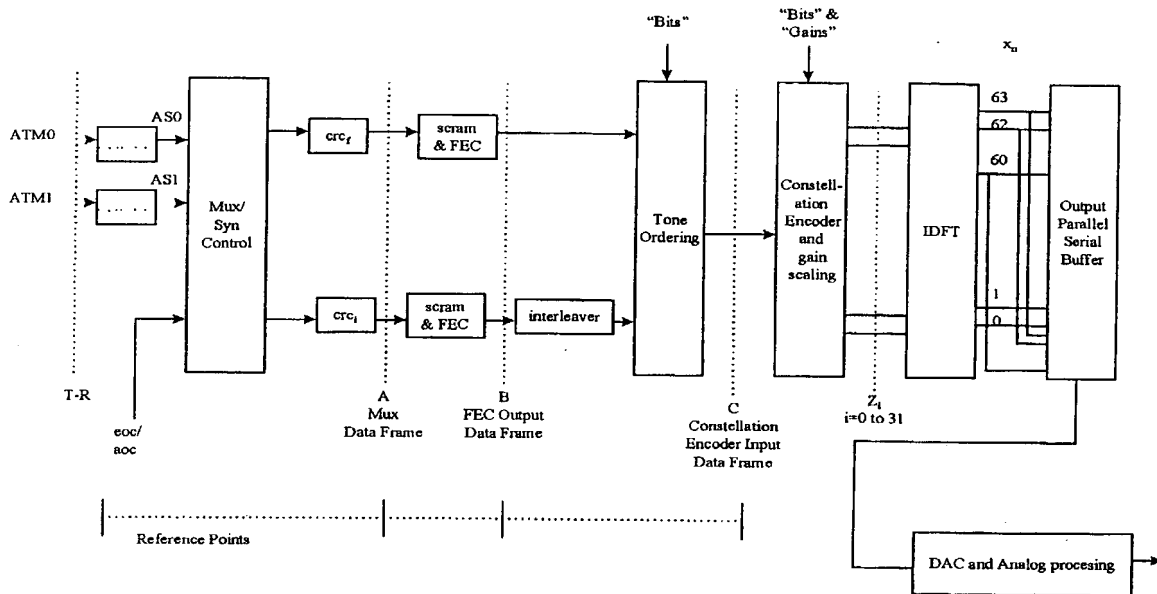 "Bits"
"Bits" &
"Gains"
x_n
ATM0
AS0
ATM1
AS1
Mux/
Syn
Control
crc_f
scram
& FEC
crc_i
scram
& FEC
interleaver
Tone
Ordering
Constell-
ation
Encoder
and
gain
scaling
IDFT
63
62
60
1
0
Output
Parallel
Serial
Buffer
T-R
eoc/
aoc
A
Mux
Data Frame
B
FEC Output
Data Frame
C
Constellation
Encoder Input
Data Frame
Z_i
i=0 to 31
Reference Points
DAC and Analog procesing